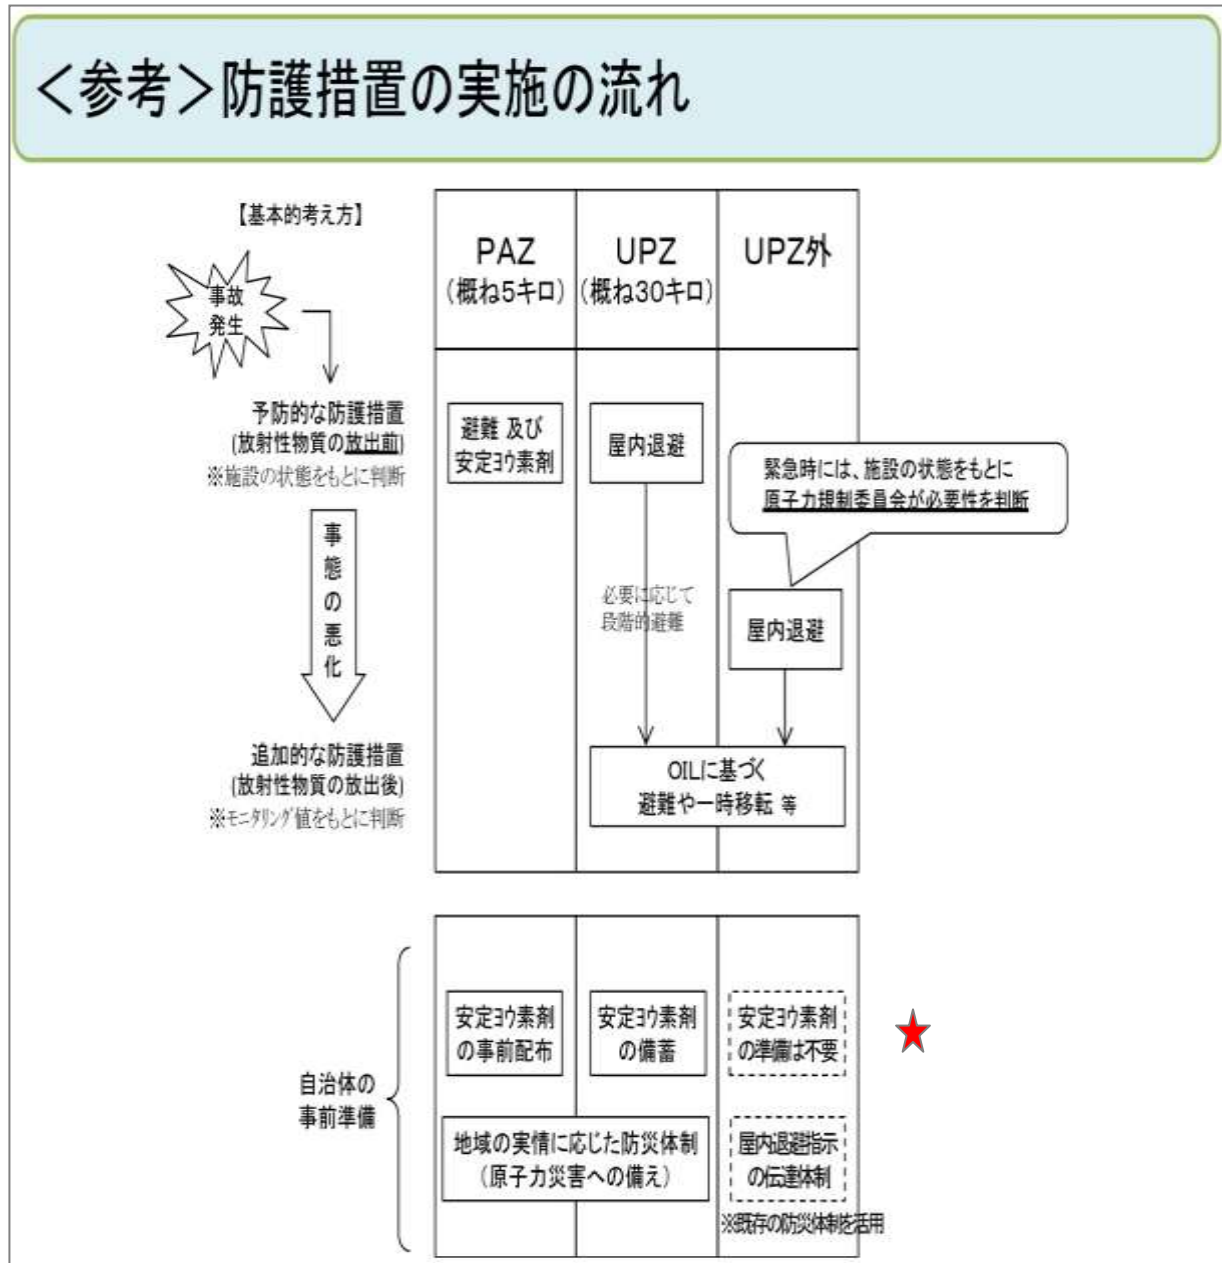 ＜参考＞防護措置の実施の流れ
【基本的考え方】
事故
発生
PAZ
(概ね5キロ)
UPZ
(概ね30キロ)
UPZ外
予防的な防護措置
(放射性物質の放出前)
※施設の状態をもとに判断
避難 及び
安定ヨウ素剤
屋内退避
緊急時には、施設の状態をもとに
原子力規制委員会が必要性を判断
事態の悪化
必要に応じて
段階的避難
屋内退避
追加的な防護措置
(放射性物質の放出後)
※モニタリング値をもとに判断
OILに基づく
避難や一時移転 等
自治体の
事前準備
安定ヨウ素剤
の事前配布
安定ヨウ素剤
の備蓄
安定ヨウ素剤
の準備は不要
地域の実情に応じた防災体制
(原子力災害への備え)
屋内退避指示
の伝達体制
※既存の防災体制を活用